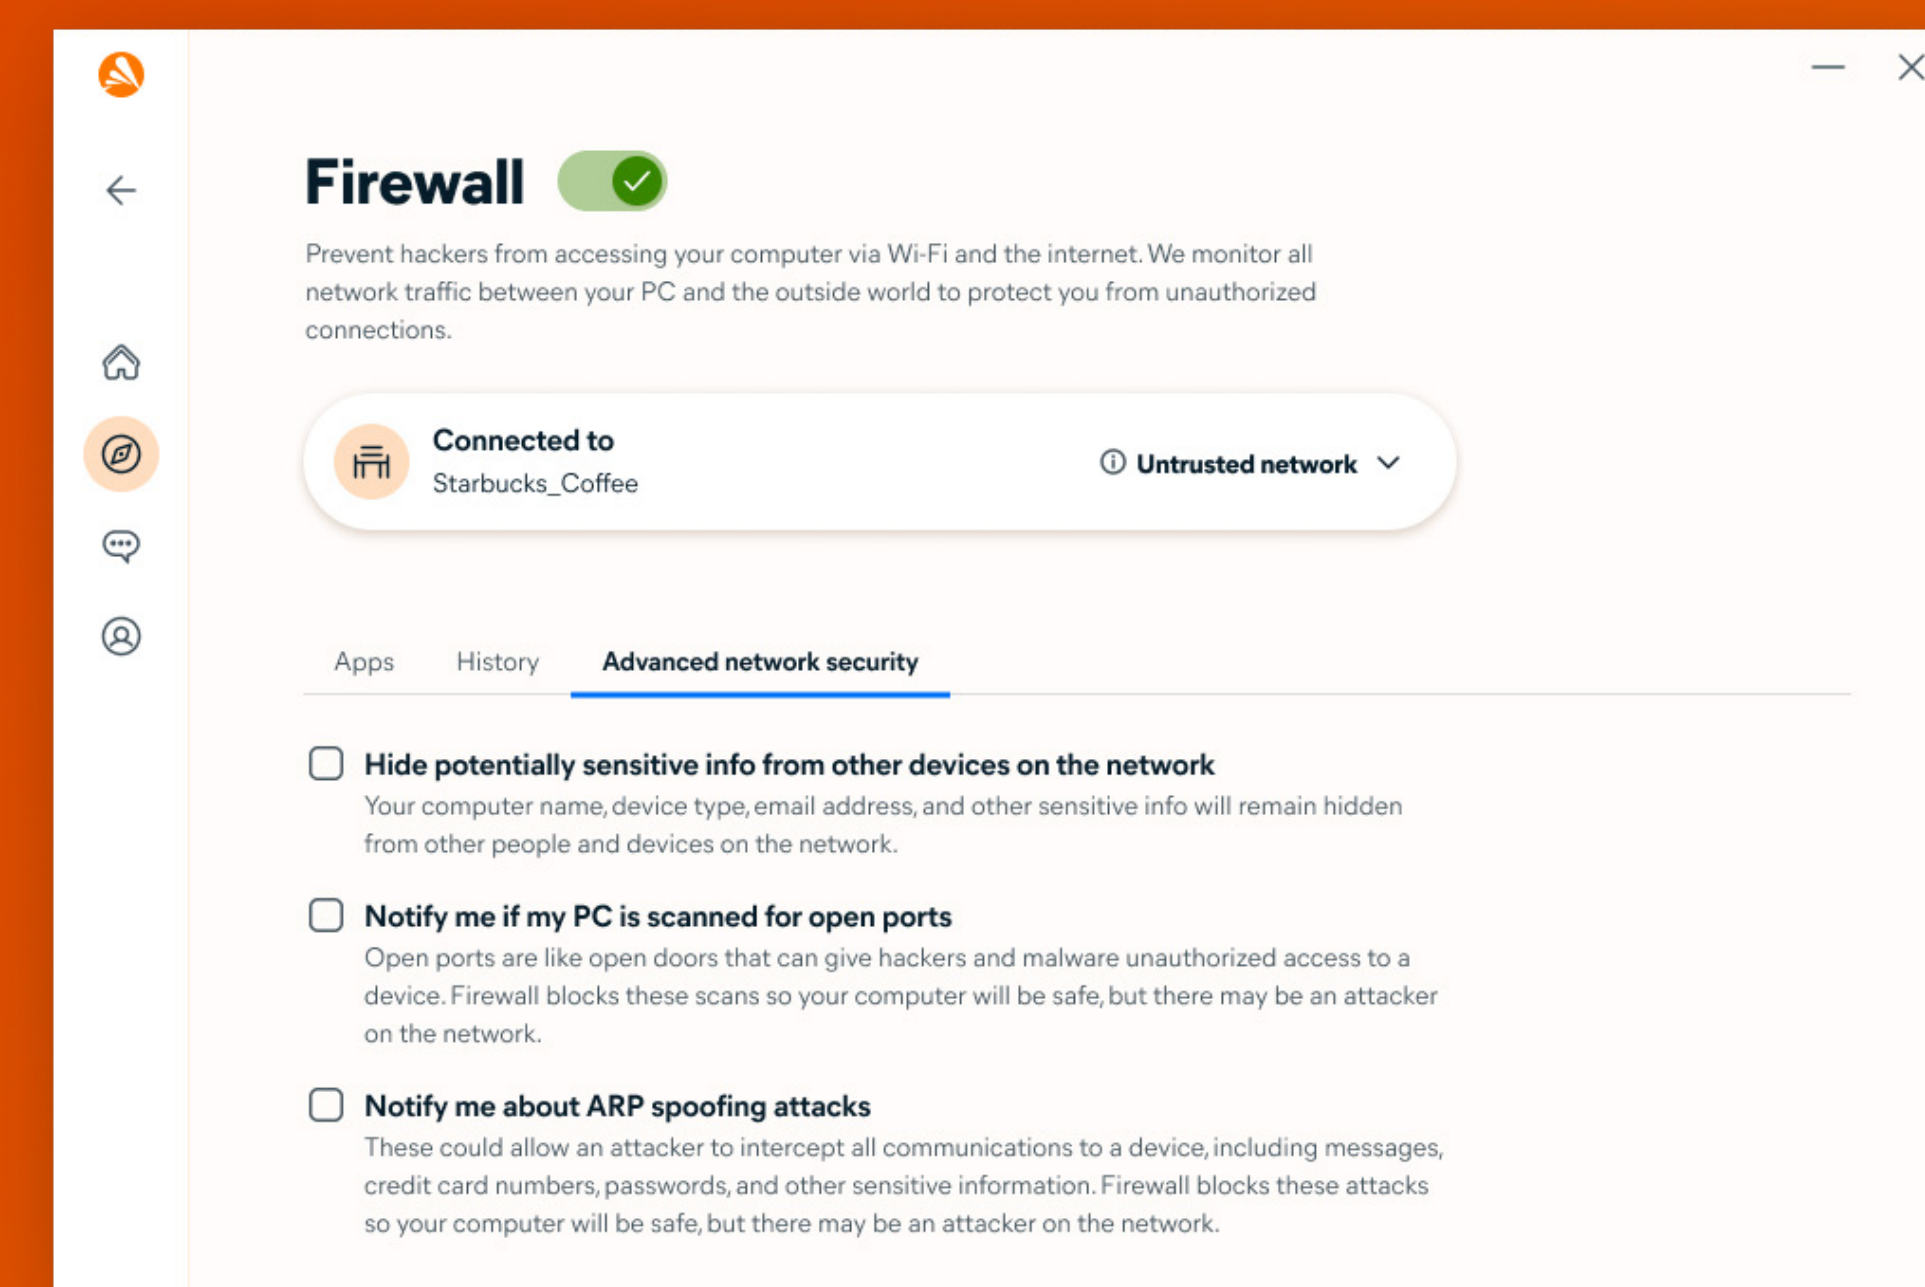 Firewall
Prevent hackers from accessing your computer via Wi-Fi and the internet. We monitor all
network traffic between your PC and the outside world to protect you from unauthorized
connections.
Connected to
Starbucks_Coffee
Untrusted network
Apps History Advanced network security
Hide potentially sensitive info from other devices on the network
Your computer name, device type, email address, and other sensitive info will remain hidden
from other people and devices on the network.
Notify me if my PC is scanned for open ports
Open ports are like open doors that can give hackers and malware unauthorized access to a
device. Firewall blocks these scans so your computer will be safe, but there may be an attacker
on the network.
Notify me about ARP spoofing attacks
These could allow an attacker to intercept all communications to a device, including messages,
credit card numbers, passwords, and other sensitive information. Firewall blocks these attacks
so your computer will be safe, but there may be an attacker on the network.